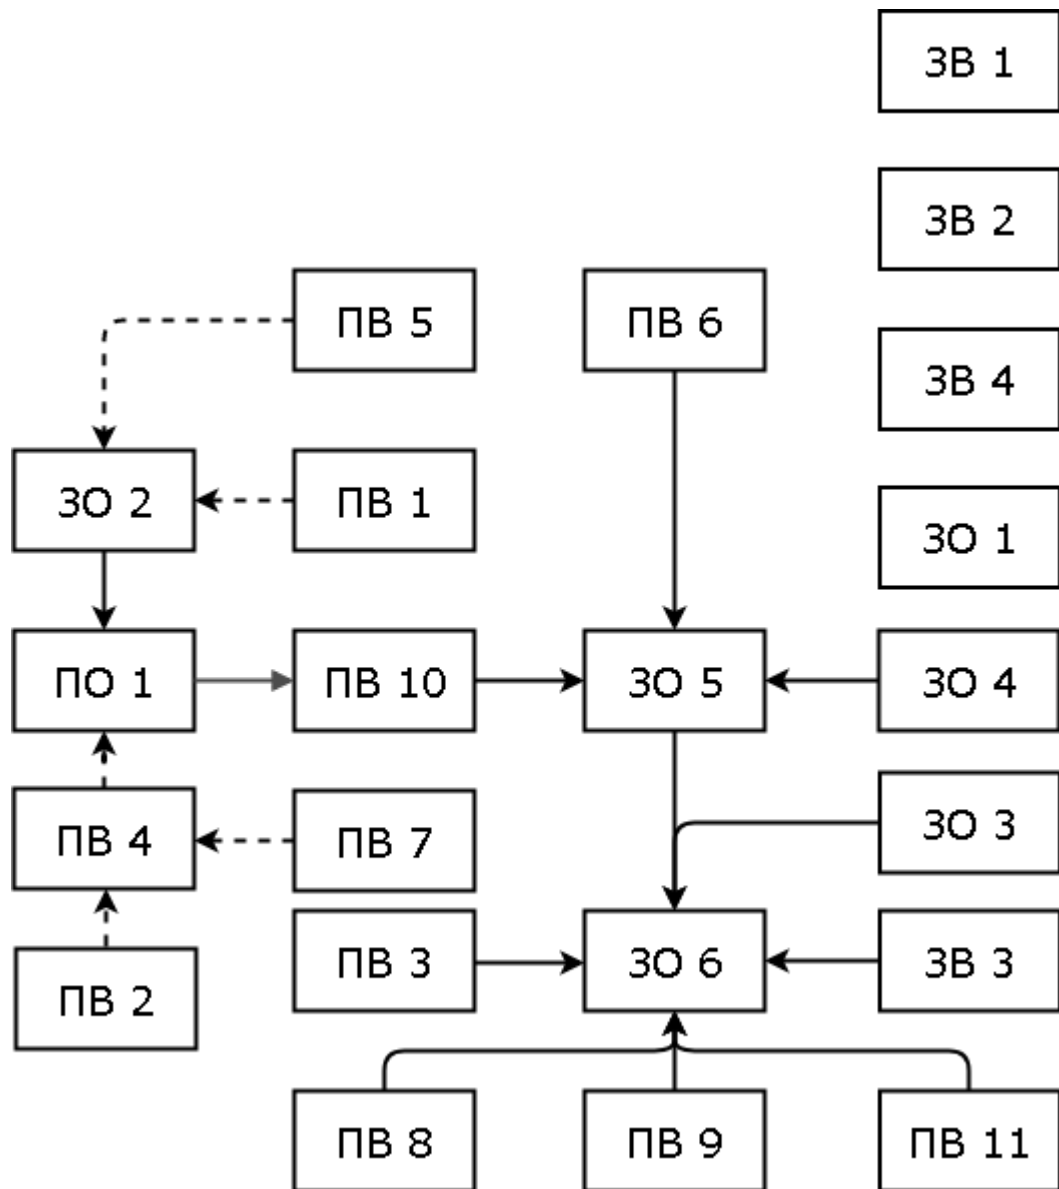 ЗВ 1
ЗВ 2
ПВ 5
ПВ 6
ЗВ 4
ЗО 2
ПВ 1
ЗО 1
ПО 1
ПВ 10
ЗО 5
ЗО 4
ПВ 4
ПВ 7
ЗО 3
ПВ 3
ЗО 6
ЗВ 3
ПВ 2
ПВ 8
ПВ 9
ПВ 11